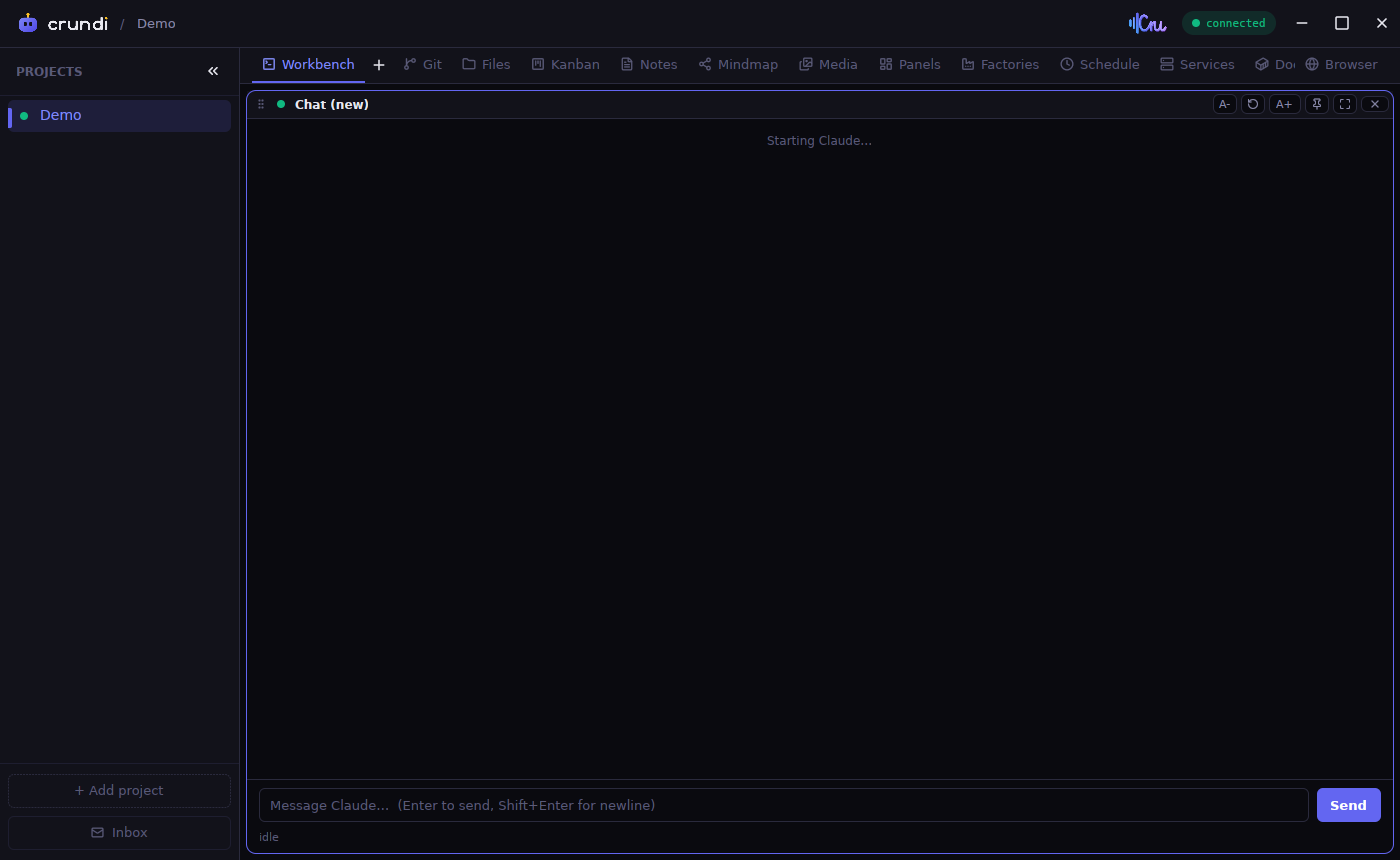 crundi / Demo
Cru
connected
PROJECTS
Workbench
Git
Files
Kanban
Notes
Mindmap
Media
Panels
Factories
Schedule
Services
Browser
Demo
Chat (new)
A-
A+
Starting Claude...
+ Add project
Inbox
Message Claude... (Enter to send, Shift+Enter for newline)
Send
idle